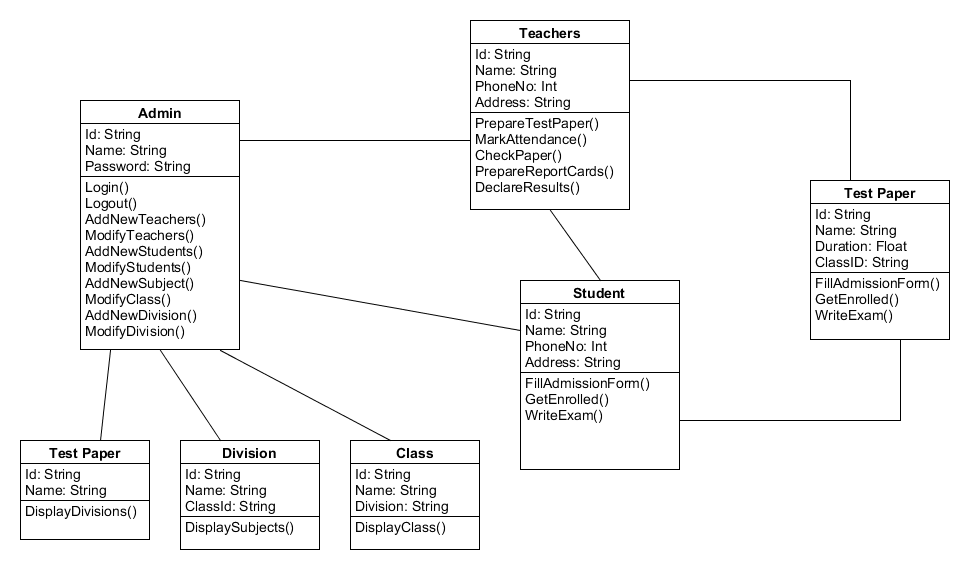 Teachers
Id: String
Name: String
PhoneNo: Int
Address: String
PrepareTestPaper()
MarkAttendance()
CheckPaper()
PrepareReportCards()
DeclareResults()
Admin
Id: String
Name: String
Password: String
Login()
Logout()
AddNewTeachers()
ModifyTeachers()
AddNewStudents()
ModifyStudents()
AddNewSubject()
ModifyClass()
AddNewDivision()
ModifyDivision()
Test Paper
Id: String
Name: String
Duration: Float
ClassID: String
FillAdmissionForm()
GetEnrolled()
WriteExam()
Student
Id: String
Name: String
PhoneNo: Int
Address: String
FillAdmissionForm()
GetEnrolled()
WriteExam()
Test Paper
Id: String
Name: String
DisplayDivisions()
Division
Id: String
Name: String
ClassId: String
DisplaySubjects()
Class
Id: String
Name: String
Division: String
DisplayClass()